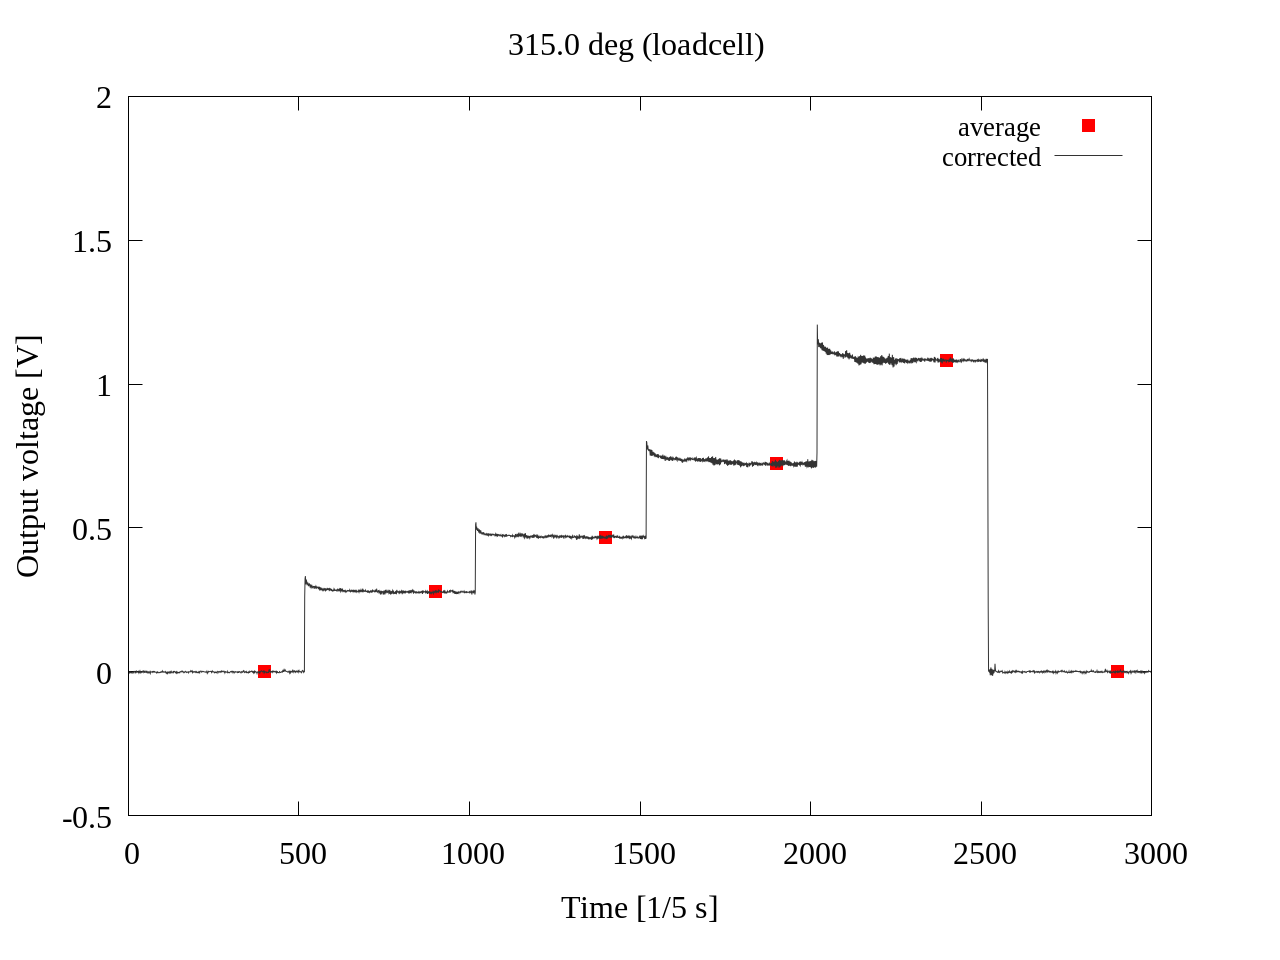 315.0 deg (loadcell)
2
1.5
1
0.5
0
-0.5
Output voltage [V]
average
corrected
0 500 1000 1500 2000 2500 3000
Time [1/5 s]